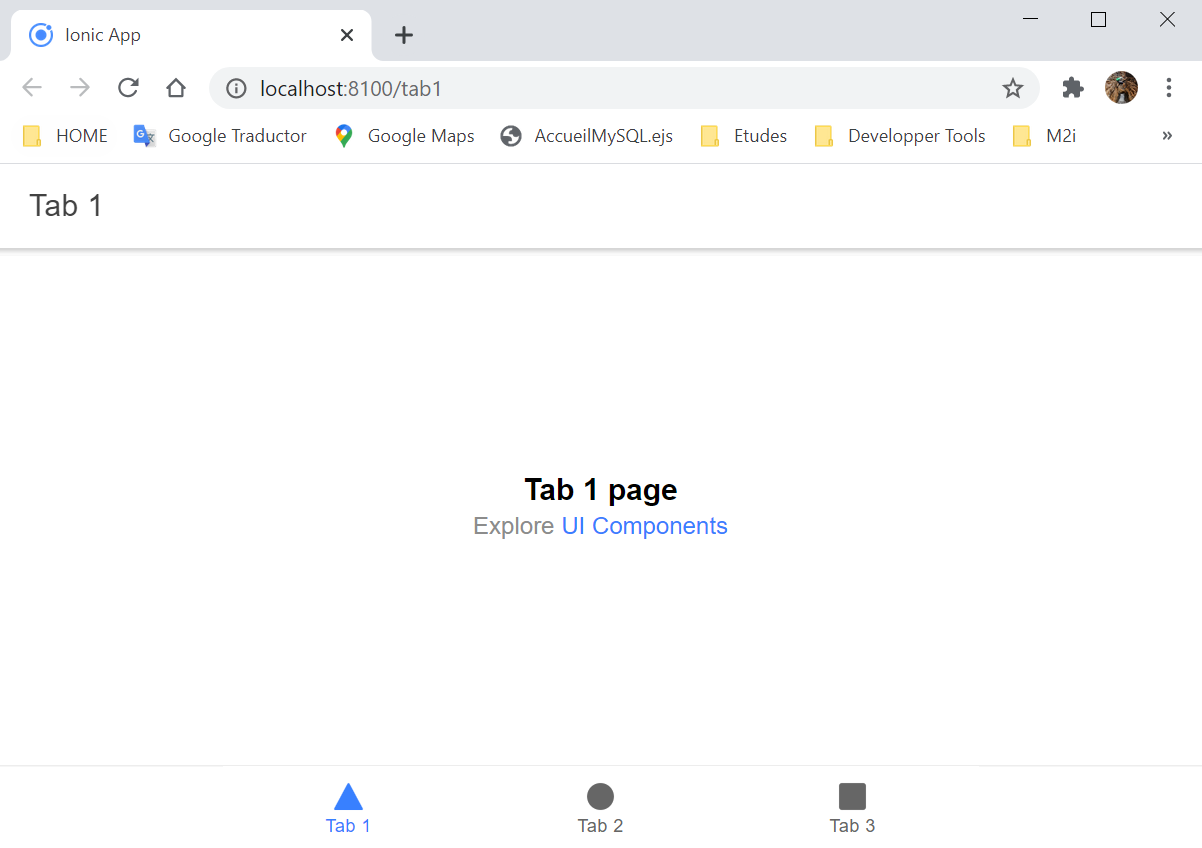 Ionic App
localhost:8100/tab1
HOME Google Traductor Google Maps AccueilMySQL.ejs Etudes Developper Tools M2i »
Tab 1
Tab 1 page
Explore UI Components
Tab 1 Tab 2 Tab 3